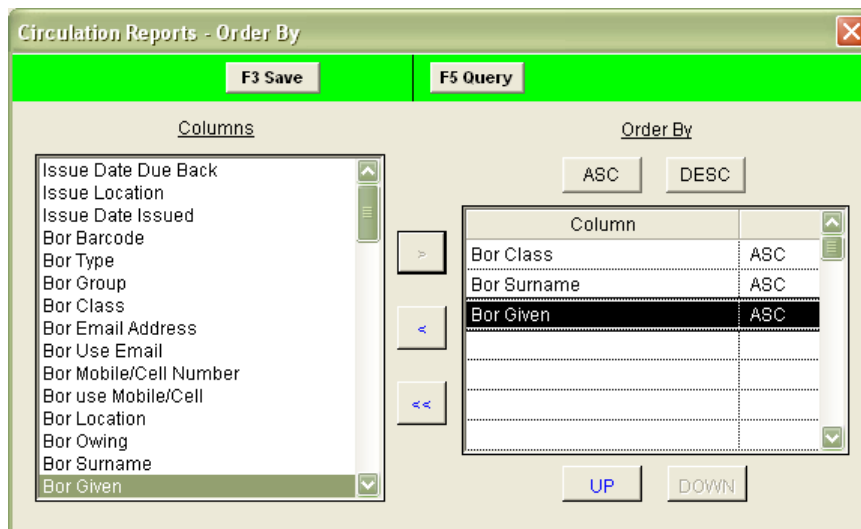 Circulation Reports - Order By
F3 Save
F5 Query
Columns
Issue Date Due Back
Issue Location
Issue Date Issued
Bor Barcode
Bor Type
Bor Group
Bor Class
Bor Email Address
Bor Use Email
Bor Mobile/Cell Number
Bor use Mobile/Cell
Bor Location
Bor Owing
Bor Surname
Bor Given
>
<
<<
Order By
ASC DESC
Column
Bor Class ASC
Bor Surname ASC
Bor Given ASC
UP DOWN